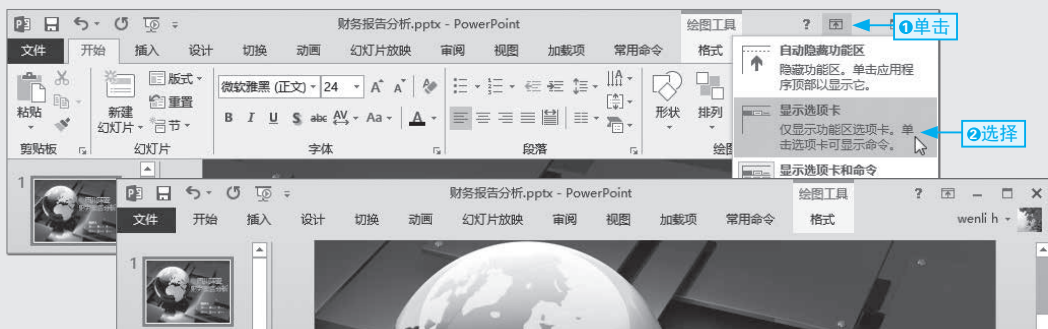 财务报告分析.pptx - PowerPoint 绘图工具 ? ❶单击
文件 开始 插入 设计 切换 动画 幻灯片放映 审阅 视图 加载项 常用命令 格式
自动隐藏功能区
隐藏功能区。单击应用程
序顶部以显示它。
显示选项卡
仅显示功能区选项卡。单
击选项卡可显示命令。
❷选择
显示选项卡和命令
粘贴 新建 幻灯片 版式 重置 节
微软雅黑 (正文) 24 A A
B I U S abc AV Aa A
形状 排列
剪贴板 幻灯片 字体 段落 绘图
1
财务报告分析.pptx - PowerPoint 绘图工具 ?
文件 开始 插入 设计 切换 动画 幻灯片放映 审阅 视图 加载项 常用命令 格式 wenli h
1